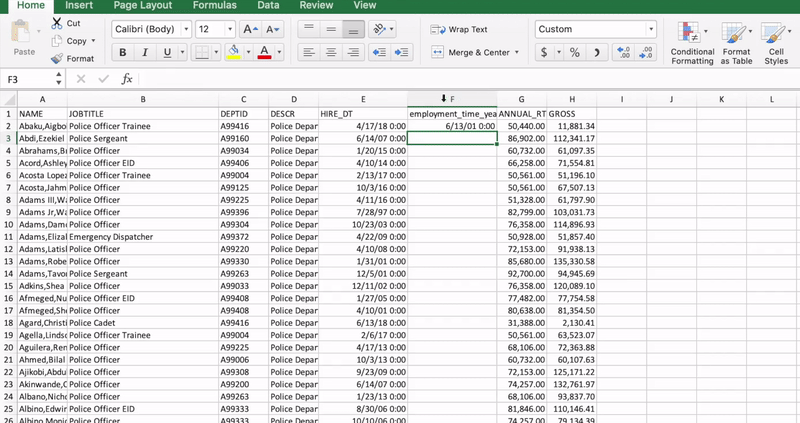 Home Insert Page Layout Formulas Data Review View
Cut
Copy
Paste
Format
Calibri (Body) 12 A A
B I U A
ab
Wrap Text
Merge & Center
Custom
$ % )
.0 .00
.00 .0
Conditional Formatting
Format as Table
Cell Styles
F3 fx
A B C D E F G H I J K L
1 NAME JOBTITLE DEPTID DESCR HIRE_DT employment_time_yea ANNUAL_RT GROSS
2 Abaku,Aigbo Police Officer Trainee A99416 Police Depar 4/17/18 0:00 6/13/01 0:00 50,440.00 11,881.34
3 Abdi,Ezekiel Police Sergeant A99160 Police Depar 6/14/07 0:00 86,902.00 112,341.17
4 Abrahams,B Police Officer A99034 Police Depar 1/20/15 0:00 60,732.00 61,097.35
5 Acord,Ashley Police Officer EID A99406 Police Depar 4/10/14 0:00 66,258.00 71,554.81
6 Acosta Lopez Police Officer Trainee A99004 Police Depar 2/13/17 0:00 50,561.00 51,196.10
7 Acosta,Jahm Police Officer A99125 Police Depar 10/3/16 0:00 50,561.00 67,507.13
8 Adams III,Wa Police Officer A99225 Police Depar 4/11/16 0:00 51,328.00 61,797.90
9 Adams Jr,Wa Police Officer A99396 Police Depar 7/28/97 0:00 82,799.00 103,031.73
10 Adams,Dam Police Officer A99304 Police Depar 10/23/03 0:00 76,358.00 114,896.93
11 Adams,Elizal Emergency Dispatcher A99372 Police Depar 4/22/09 0:00 50,928.00 51,857.40
12 Adams,Latish Police Officer A99220 Police Depar 4/10/08 0:00 72,153.00 91,938.13
13 Adams,Robe Police Officer A99330 Police Depar 1/31/01 0:00 85,680.00 135,330.58
14 Adams,Tavo Police Sergeant A99263 Police Depar 12/5/01 0:00 92,700.00 94,945.69
15 Adkins,Shea Police Officer A99033 Police Depar 12/11/02 0:00 76,358.00 120,089.10
16 Afmeged,Nu Police Officer EID A99408 Police Depar 1/27/05 0:00 77,482.00 77,754.58
17 Afmeged,She Police Officer A99408 Police Depar 4/10/01 0:00 80,638.00 81,354.50
18 Agard,Christi Police Cadet A99416 Police Depar 6/13/18 0:00 31,388.00 2,130.41
19 Agella,Lindso Police Officer Trainee A99004 Police Depar 2/6/17 0:00 50,561.00 63,523.07
20 Aguilera,Ren Police Officer A99225 Police Depar 4/17/13 0:00 68,106.00 72,363.88
21 Ahmed,Bilal Police Officer A99006 Police Depar 10/3/13 0:00 60,732.00 60,107.63
22 Ajikobi,Abdu Police Officer A99308 Police Depar 9/23/09 0:00 72,153.00 125,171.22
23 Akinwande,C Police Officer A99200 Police Depar 6/14/07 0:00 74,257.00 132,761.97
24 Albano,Nicho Police Officer A99263 Police Depar 1/23/13 0:00 68,106.00 93,837.70
25 Albino,Edwin Police Officer EID A99333 Police Depar 8/30/06 0:00 81,846.00 110,146.41
26 Albino,Monic Police Officer A99333 Police Depar 10/10/06 0:00 74,257.00 79,134.39